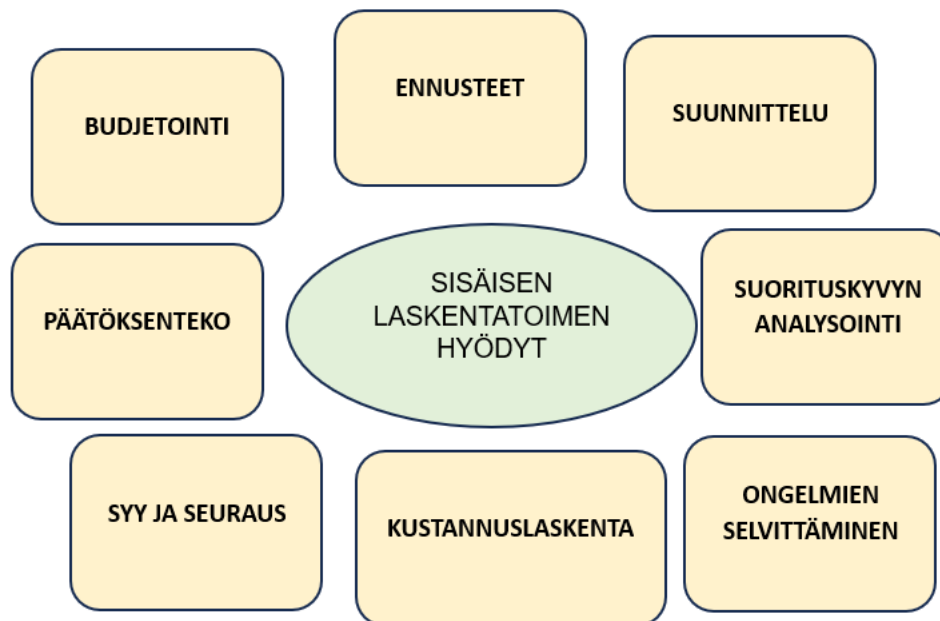 BUDJETOINTI
ENNUSTEET
SUUNNITTELU
PÄÄTÖKSENTEKO
SISÄISEN
LASKENTATOIMEN
HYÖDYT
SUORITUSKYVYN
ANALYSOINTI
SYY JA SEURAUS
KUSTANNUSLASKENTA
ONGELMIEN
SELVITTÄMINEN